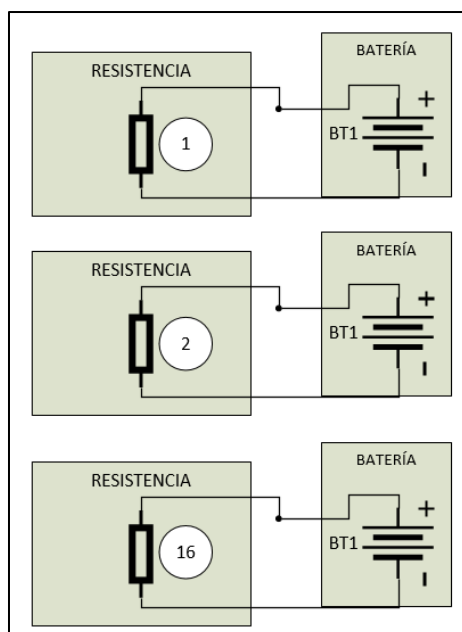 BATERÍA
RESISTENCIA
+
1
BT1
-
BATERÍA
RESISTENCIA
+
2
BT1
-
BATERÍA
RESISTENCIA
+
16
BT1
-